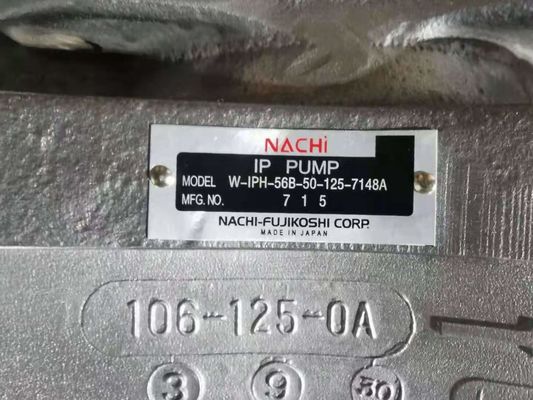 NACHi
IP PUMP
MODEL W-IPH-56B-50-125-7148A
MFG. NO. 7 1 5
NACHI-FUJIKOSHI CORP.
MADE IN JAPAN
106-125-0A
3 9 50